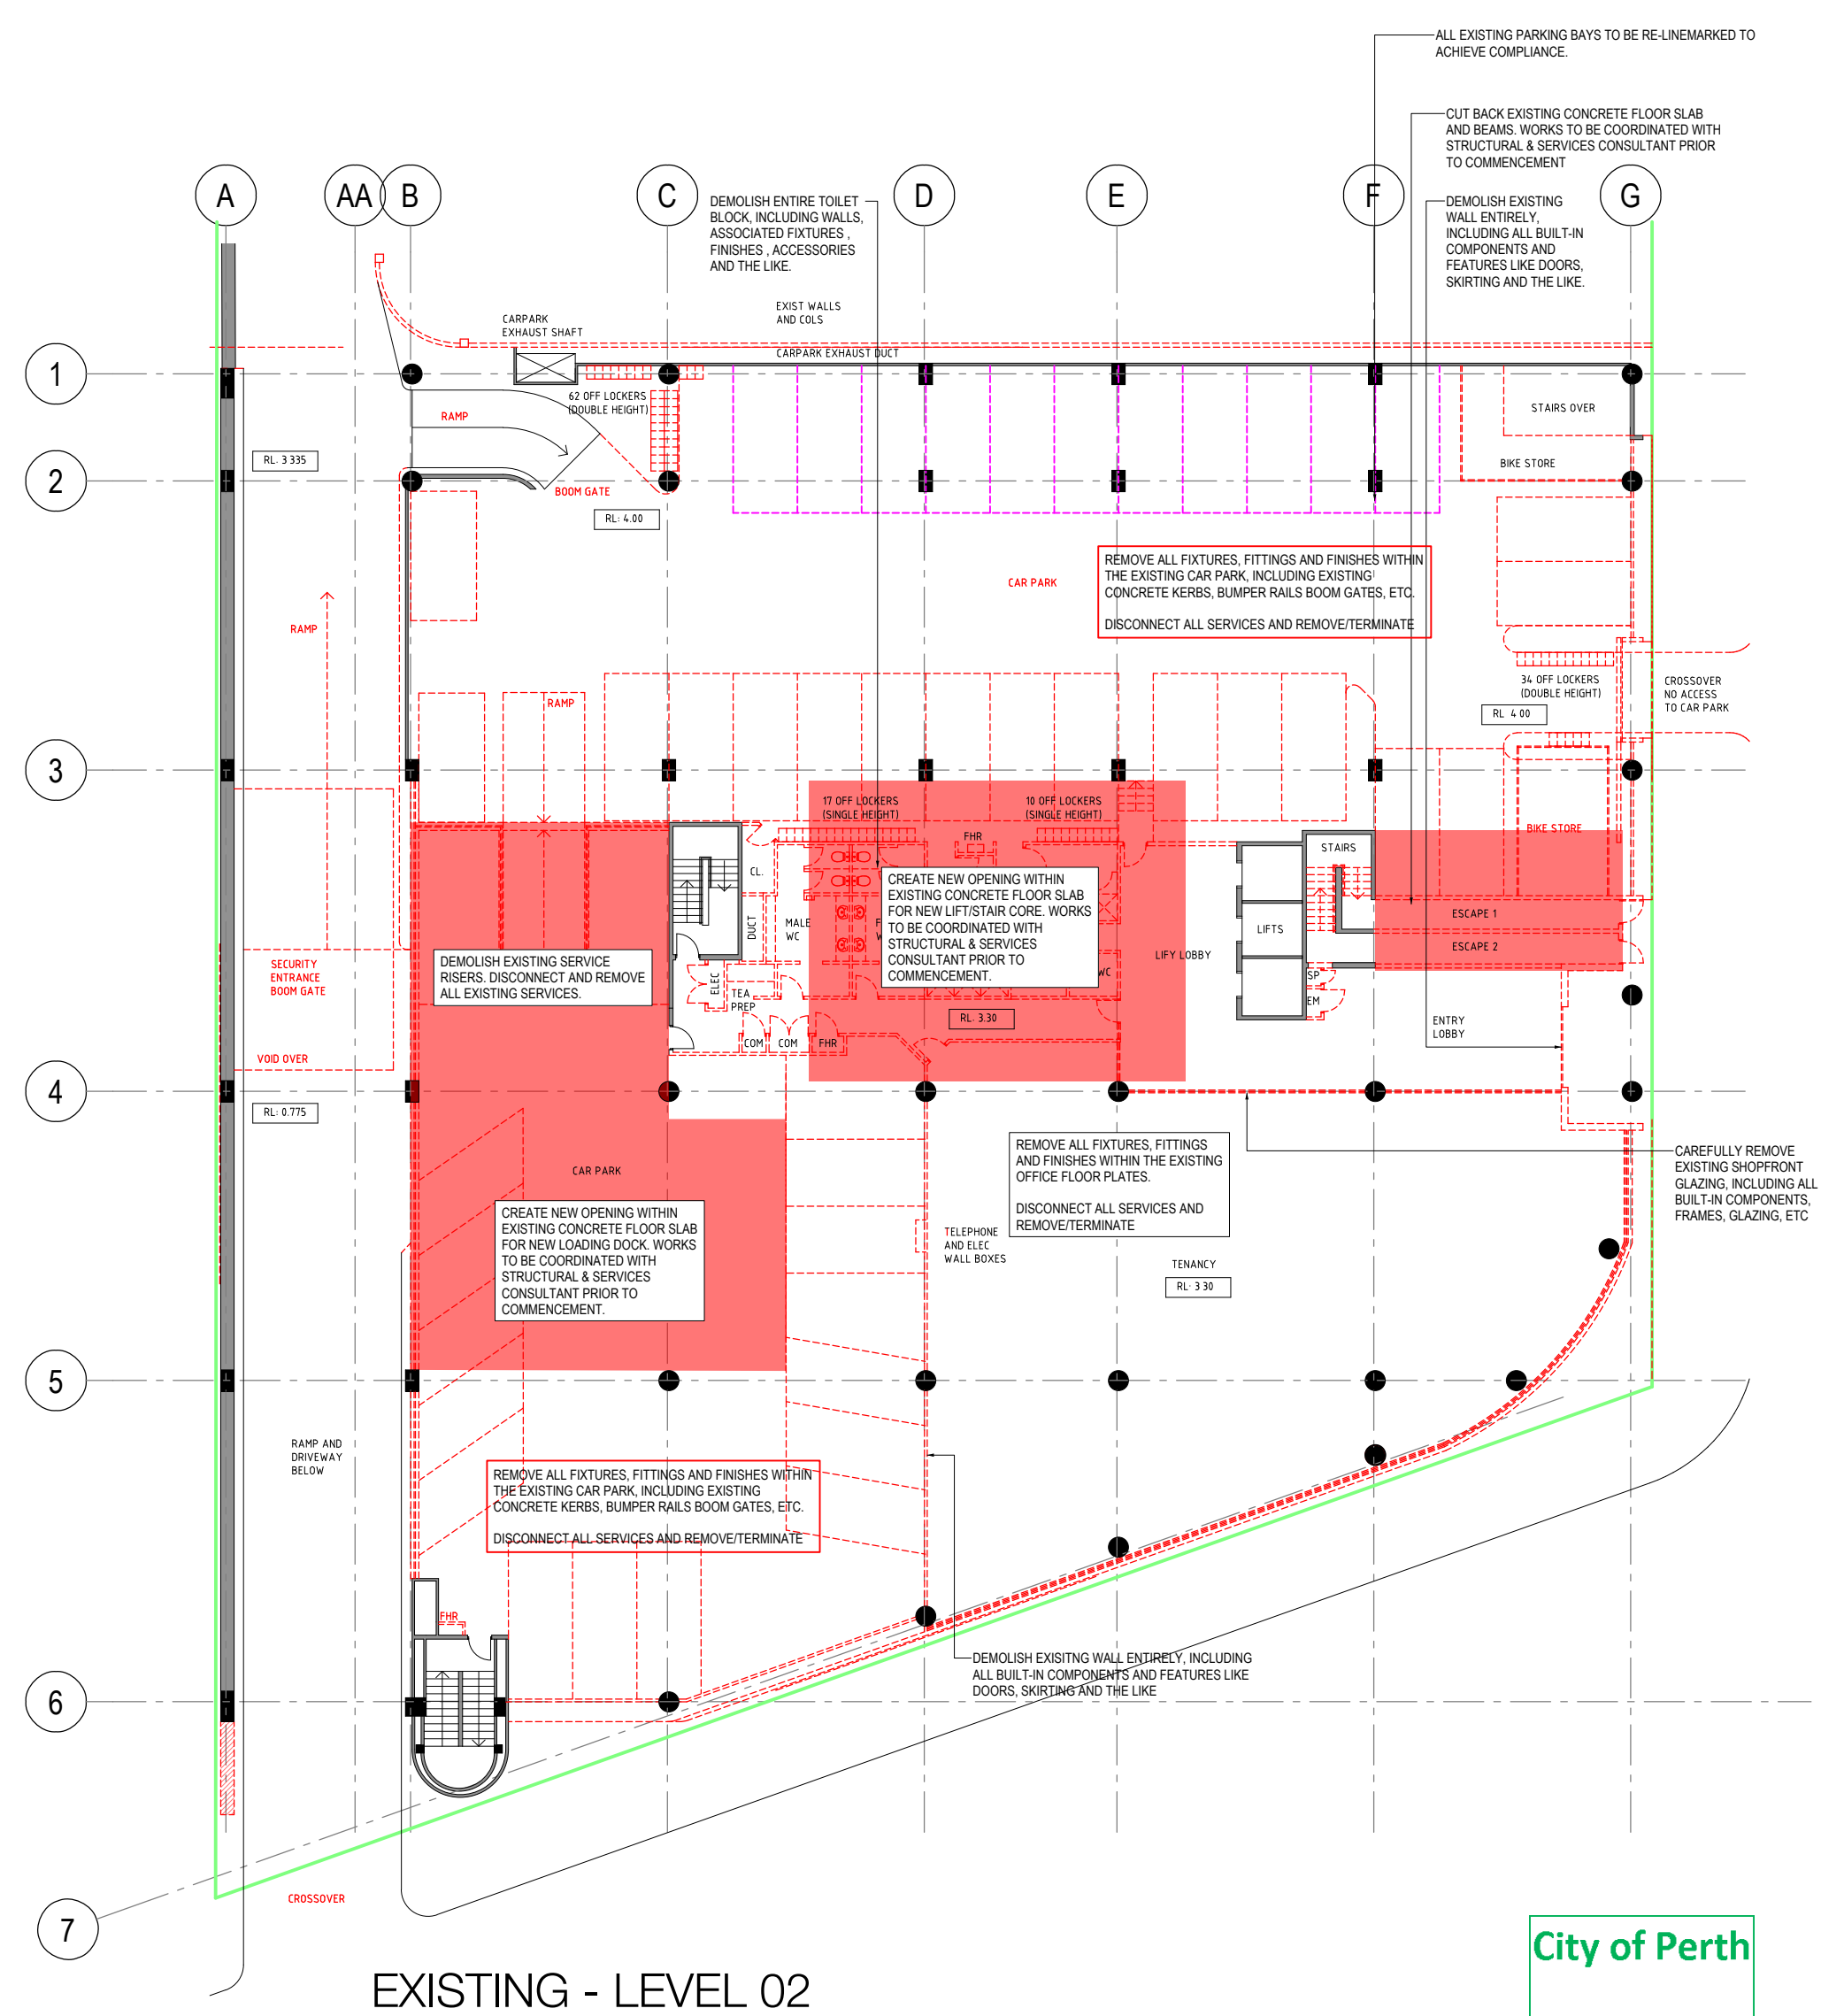 ALL EXISTING PARKING BAYS TO BE RE-LINEMARKED TO
ACHIEVE COMPLIANCE.
CUT BACK EXISTING CONCRETE FLOOR SLAB
AND BEAMS. WORKS TO BE COORDINATED WITH
STRUCTURAL & SERVICES CONSULTANT PRIOR
TO COMMENCEMENT
A
AA
B
C
D
E
F
G
DEMOLISH ENTIRE TOILET
BLOCK, INCLUDING WALLS,
ASSOCIATED FIXTURES ,
FINISHES , ACCESSORIES
AND THE LIKE.
DEMOLISH EXISTING
WALL ENTIRELY,
INCLUDING ALL BUILT-IN
COMPONENTS AND
FEATURES LIKE DOORS,
SKIRTING AND THE LIKE.
CARPARK
EXHAUST SHAFT
EXIST WALLS
AND COLS
CARPARK EXHAUST DUCT
1
62 OFF LOCKERS
(DOUBLE HEIGHT)
RAMP
STAIRS OVER
RL. 3 335
2
BIKE STORE
BOOM GATE
RL: 4.00
CAR PARK
REMOVE ALL FIXTURES, FITTINGS AND FINISHES WITHIN
THE EXISTING CAR PARK, INCLUDING EXISTING
CONCRETE KERBS, BUMPER RAILS BOOM GATES, ETC.
DISCONNECT ALL SERVICES AND REMOVE/TERMINATE
RAMP
34 OFF LOCKERS
(DOUBLE HEIGHT)
CROSSOVER
NO ACCESS
TO CAR PARK
RL 4 00
RAMP
3
17 OFF LOCKERS
(SINGLE HEIGHT)
10 OFF LOCKERS
(SINGLE HEIGHT)
FHR
BIKE STORE
STAIRS
CL.
CREATE NEW OPENING WITHIN
EXISTING CONCRETE FLOOR SLAB
FOR NEW LIFT/STAIR CORE. WORKS
TO BE COORDINATED WITH
STRUCTURAL & SERVICES
CONSULTANT PRIOR TO
COMMENCEMENT.
DUCT
MALE
WC
F
W
WC
LIFY LOBBY
LIFTS
ESCAPE 1
ESCAPE 2
SECURITY
ENTRANCE
BOOM GATE
DEMOLISH EXISTING SERVICE
RISERS. DISCONNECT AND REMOVE
ALL EXISTING SERVICES.
ELEC
TEA
PREP
SP
EM
RL. 3.30
ENTRY
LOBBY
COM
COM
FHR
VOID OVER
4
RL: 0.775
CAR PARK
CREATE NEW OPENING WITHIN
EXISTING CONCRETE FLOOR SLAB
FOR NEW LOADING DOCK. WORKS
TO BE COORDINATED WITH
STRUCTURAL & SERVICES
CONSULTANT PRIOR TO
COMMENCEMENT.
REMOVE ALL FIXTURES, FITTINGS
AND FINISHES WITHIN THE EXISTING
OFFICE FLOOR PLATES.
DISCONNECT ALL SERVICES AND
REMOVE/TERMINATE
CAREFULLY REMOVE
EXISTING SHOPFRONT
GLAZING, INCLUDING ALL
BUILT-IN COMPONENTS,
FRAMES, GLAZING, ETC
TELEPHONE
AND ELEC
WALL BOXES
TENANCY
RL· 3 30
5
RAMP AND
DRIVEWAY
BELOW
REMOVE ALL FIXTURES, FITTINGS AND FINISHES WITHIN
THE EXISTING CAR PARK, INCLUDING EXISTING
CONCRETE KERBS, BUMPER RAILS BOOM GATES, ETC.
DISCONNECT ALL SERVICES AND REMOVE/TERMINATE
FHR
DEMOLISH EXISITNG WALL ENTIRELY, INCLUDING
ALL BUILT-IN COMPONENTS AND FEATURES LIKE
DOORS, SKIRTING AND THE LIKE
6
CROSSOVER
7
City of Perth
EXISTING - LEVEL 02